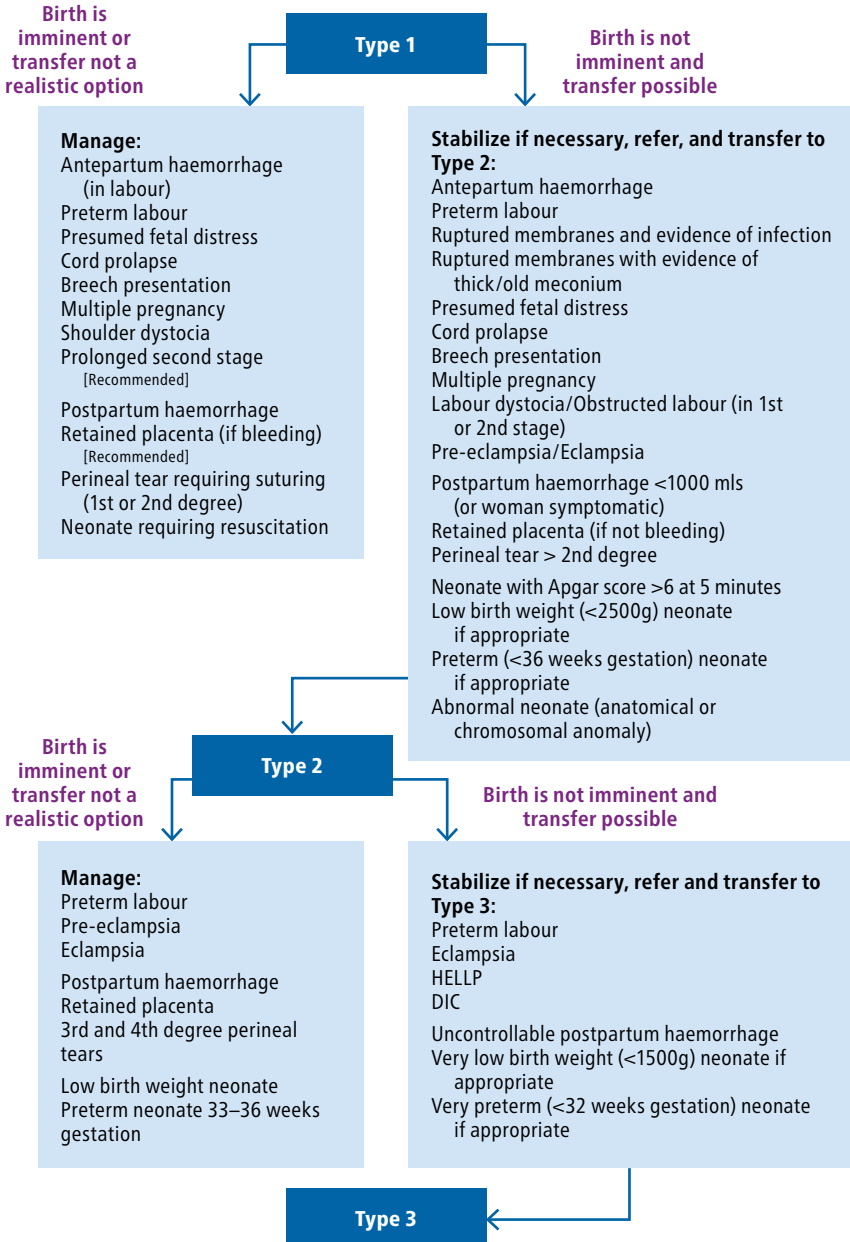 Birth is
imminent or
transfer not a
realistic option
Type 1
Birth is not
imminent and
transfer possible
Manage:
Antepartum haemorrhage
(in labour)
Preterm labour
Presumed fetal distress
Cord prolapse
Breech presentation
Multiple pregnancy
Shoulder dystocia
Prolonged second stage
[Recommended]
Postpartum haemorrhage
Retained placenta (if bleeding)
[Recommended]
Perineal tear requiring suturing
(1st or 2nd degree)
Neonate requiring resuscitation
Stabilize if necessary, refer, and transfer to
Type 2:
Antepartum haemorrhage
Preterm labour
Ruptured membranes and evidence of infection
Ruptured membranes with evidence of
thick/old meconium
Presumed fetal distress
Cord prolapse
Breech presentation
Multiple pregnancy
Labour dystocia/Obstructed labour (in 1st
or 2nd stage)
Pre-eclampsia/Eclampsia
Postpartum haemorrhage <1000 mls
(or woman symptomatic)
Retained placenta (if not bleeding)
Perineal tear > 2nd degree
Neonate with Apgar score >6 at 5 minutes
Low birth weight (<2500g) neonate
if appropriate
Preterm (<36 weeks gestation) neonate
if appropriate
Abnormal neonate (anatomical or
chromosomal anomaly)
Birth is
imminent or
transfer not a
realistic option
Type 2
Birth is not imminent and
transfer possible
Manage:
Preterm labour
Pre-eclampsia
Eclampsia
Postpartum haemorrhage
Retained placenta
3rd and 4th degree perineal
tears
Low birth weight neonate
Preterm neonate 33–36 weeks
gestation
Stabilize if necessary, refer and transfer to
Type 3:
Preterm labour
Eclampsia
HELLP
DIC
Uncontrollable postpartum haemorrhage
Very low birth weight (<1500g) neonate if
appropriate
Very preterm (<32 weeks gestation) neonate
if appropriate
Type 3